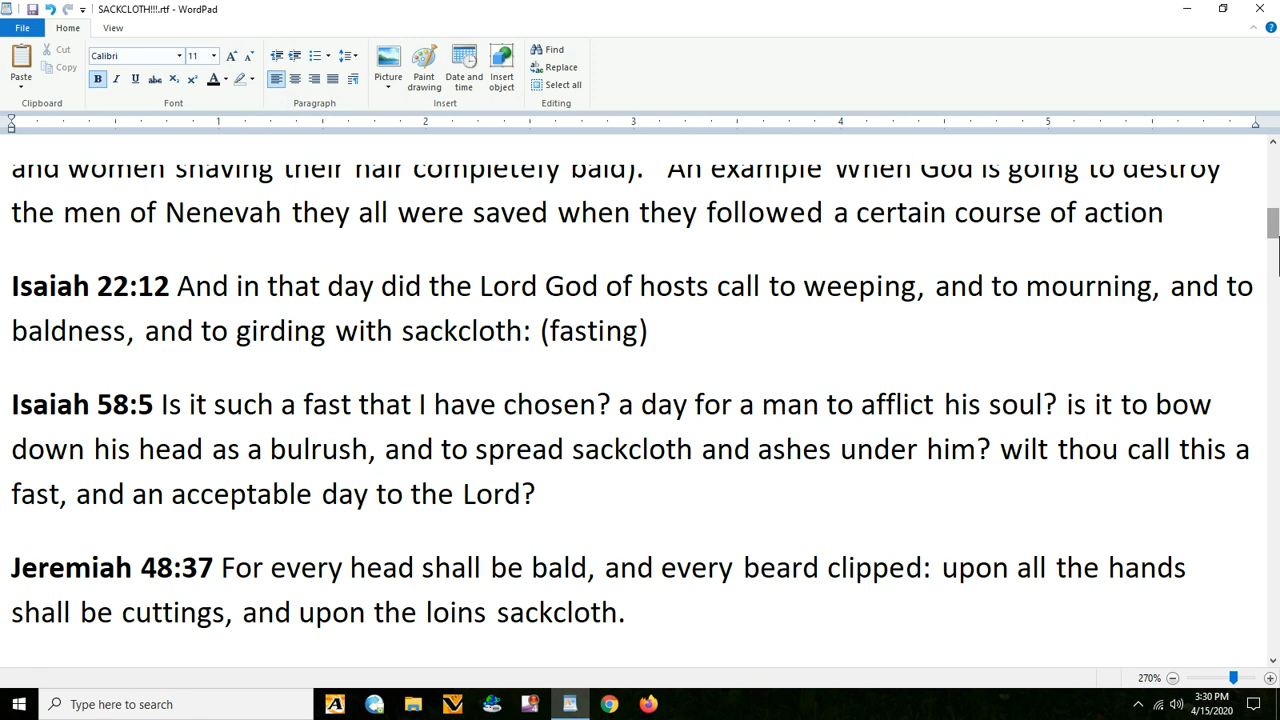 SACKCLOTH!!!.rtf - WordPad
File Home View
Paste
Cut
Copy
Clipboard
Calibri 11
B I U abc X₂ X² A
Font
Paragraph
Picture
Paint drawing
Date and time
Insert object
Insert
Find
Replace
Select all
Editing
1 2 3 4 5
and women shaving their hair completely bald). An example When God is going to destroy
the men of Nenevah they all were saved when they followed a certain course of action
Isaiah 22:12 And in that day did the Lord God of hosts call to weeping, and to mourning, and to
baldness, and to girding with sackcloth: (fasting)
Isaiah 58:5 Is it such a fast that I have chosen? a day for a man to afflict his soul? is it to bow
down his head as a bulrush, and to spread sackcloth and ashes under him? wilt thou call this a
fast, and an acceptable day to the Lord?
Jeremiah 48:37 For every head shall be bald, and every beard clipped: upon all the hands
shall be cuttings, and upon the loins sackcloth.
270%
Type here to search
3:30 PM
4/15/2020